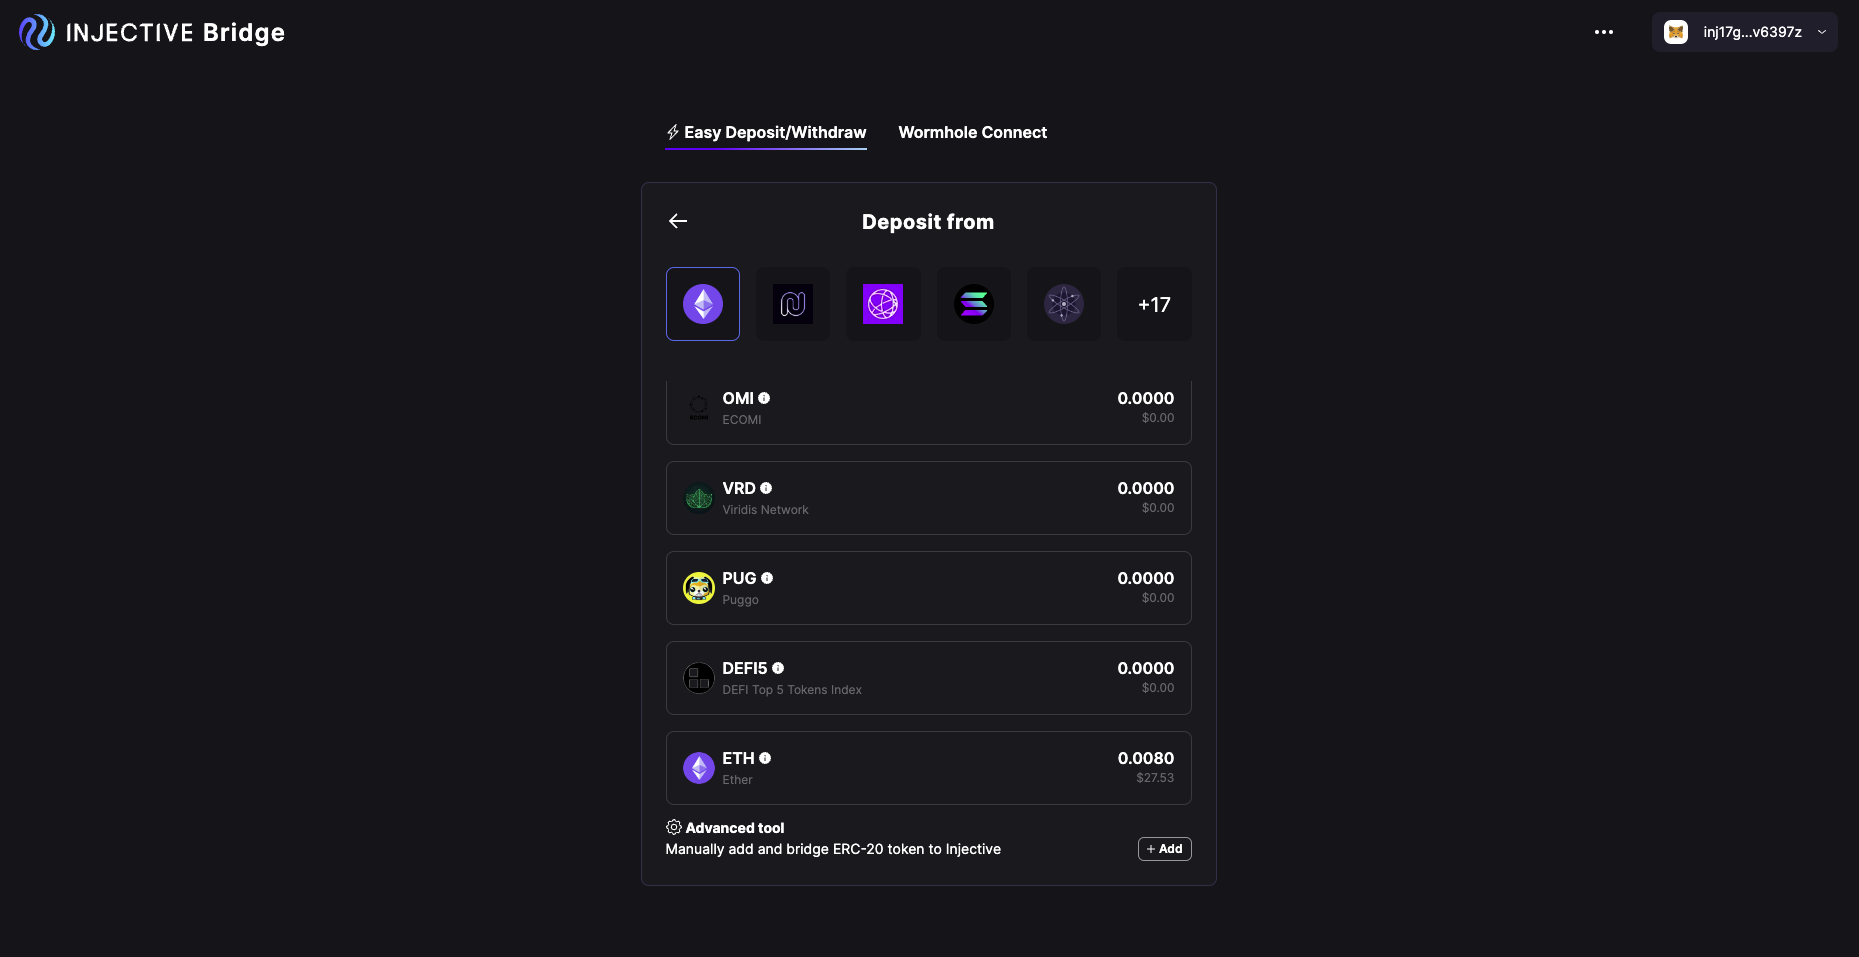 INJECTIVE Bridge
inj17g...v6397z
Easy Deposit/Withdraw
Wormhole Connect
Deposit from
+17
OMI
0.0000
ECOMI
$0.00
VRD
0.0000
Viridis Network
$0.00
PUG
0.0000
Puggo
$0.00
DEFI5
0.0000
DEFI Top 5 Tokens Index
$0.00
ETH
0.0080
Ether
$27.53
Advanced tool
Manually add and bridge ERC-20 token to Injective
+ Add